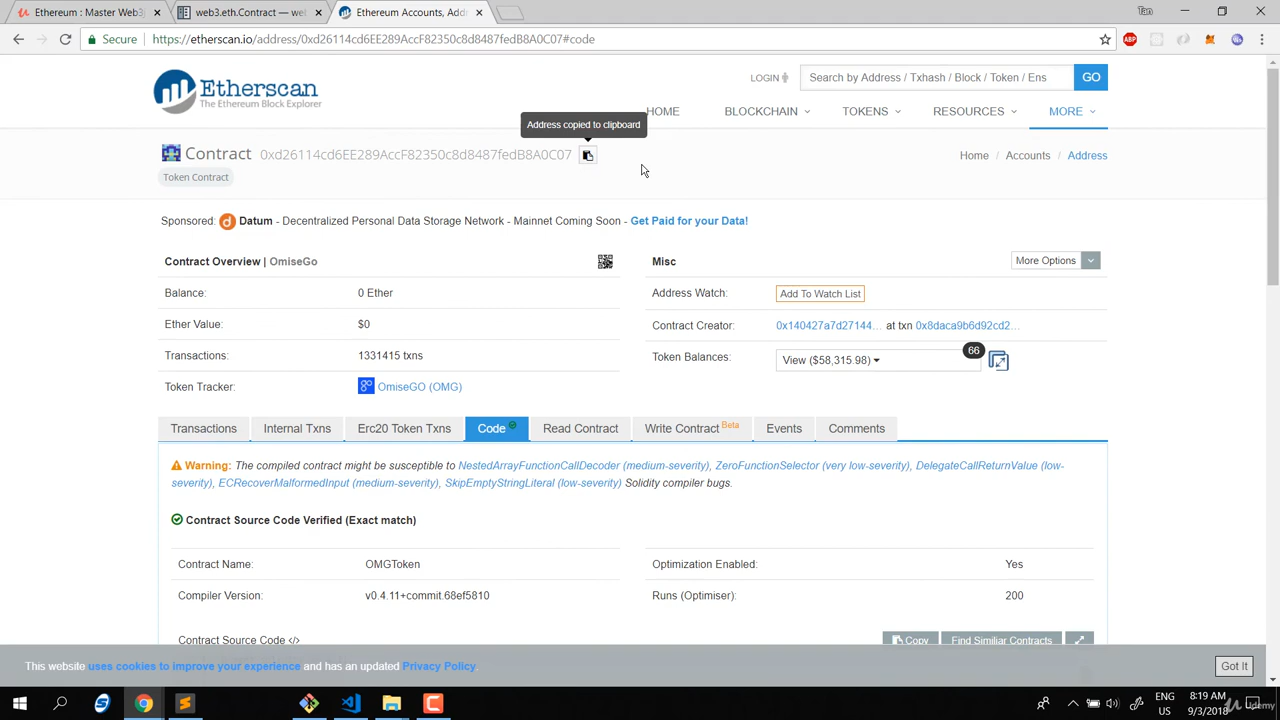 Ethereum : Master Web3j
web3.eth.Contract — we
Ethereum Accounts, Add
Tan
Secure
https://etherscan.io/address/0xd26114cd6EE289AccF82350c8d8487fedB8A0C07#code
ABP
Etherscan
The Ethereum Block Explorer
LOGIN
Search by Address / Txhash / Block / Token / Ens
GO
HOME
BLOCKCHAIN
TOKENS
RESOURCES
MORE
Address copied to clipboard
Contract 0xd26114cd6EE289AccF82350c8d8487fedB8A0C07
Home / Accounts / Address
Token Contract
Sponsored: Datum - Decentralized Personal Data Storage Network - Mainnet Coming Soon - Get Paid for your Data!
Contract Overview | OmiseGo
Misc
More Options
Balance: 0 Ether
Address Watch: Add To Watch List
Ether Value: $0
Contract Creator: 0x140427a7d27144... at txn 0x8daca9b6d92cd2...
Transactions: 1331415 txns
Token Balances: View ($58,315.98)
66
Token Tracker: OmiseGO (OMG)
Transactions
Internal Txns
Erc20 Token Txns
Code
Read Contract
Write Contract Beta
Events
Comments
Warning: The compiled contract might be susceptible to NestedArrayFunctionCallDecoder (medium-severity), ZeroFunctionSelector (very low-severity), DelegateCallReturnValue (low-
severity), ECRecoverMalformedInput (medium-severity), SkipEmptyStringLiteral (low-severity) Solidity compiler bugs.
Contract Source Code Verified (Exact match)
Contract Name: OMGToken
Optimization Enabled: Yes
Compiler Version: v0.4.11+commit.68ef5810
Runs (Optimiser): 200
Contract Source Code </>
Copy
Find Similiar Contracts
This website uses cookies to improve your experience and has an updated Privacy Policy
Got It
ENG
US
8:19 AM
9/3/2018
Udemy